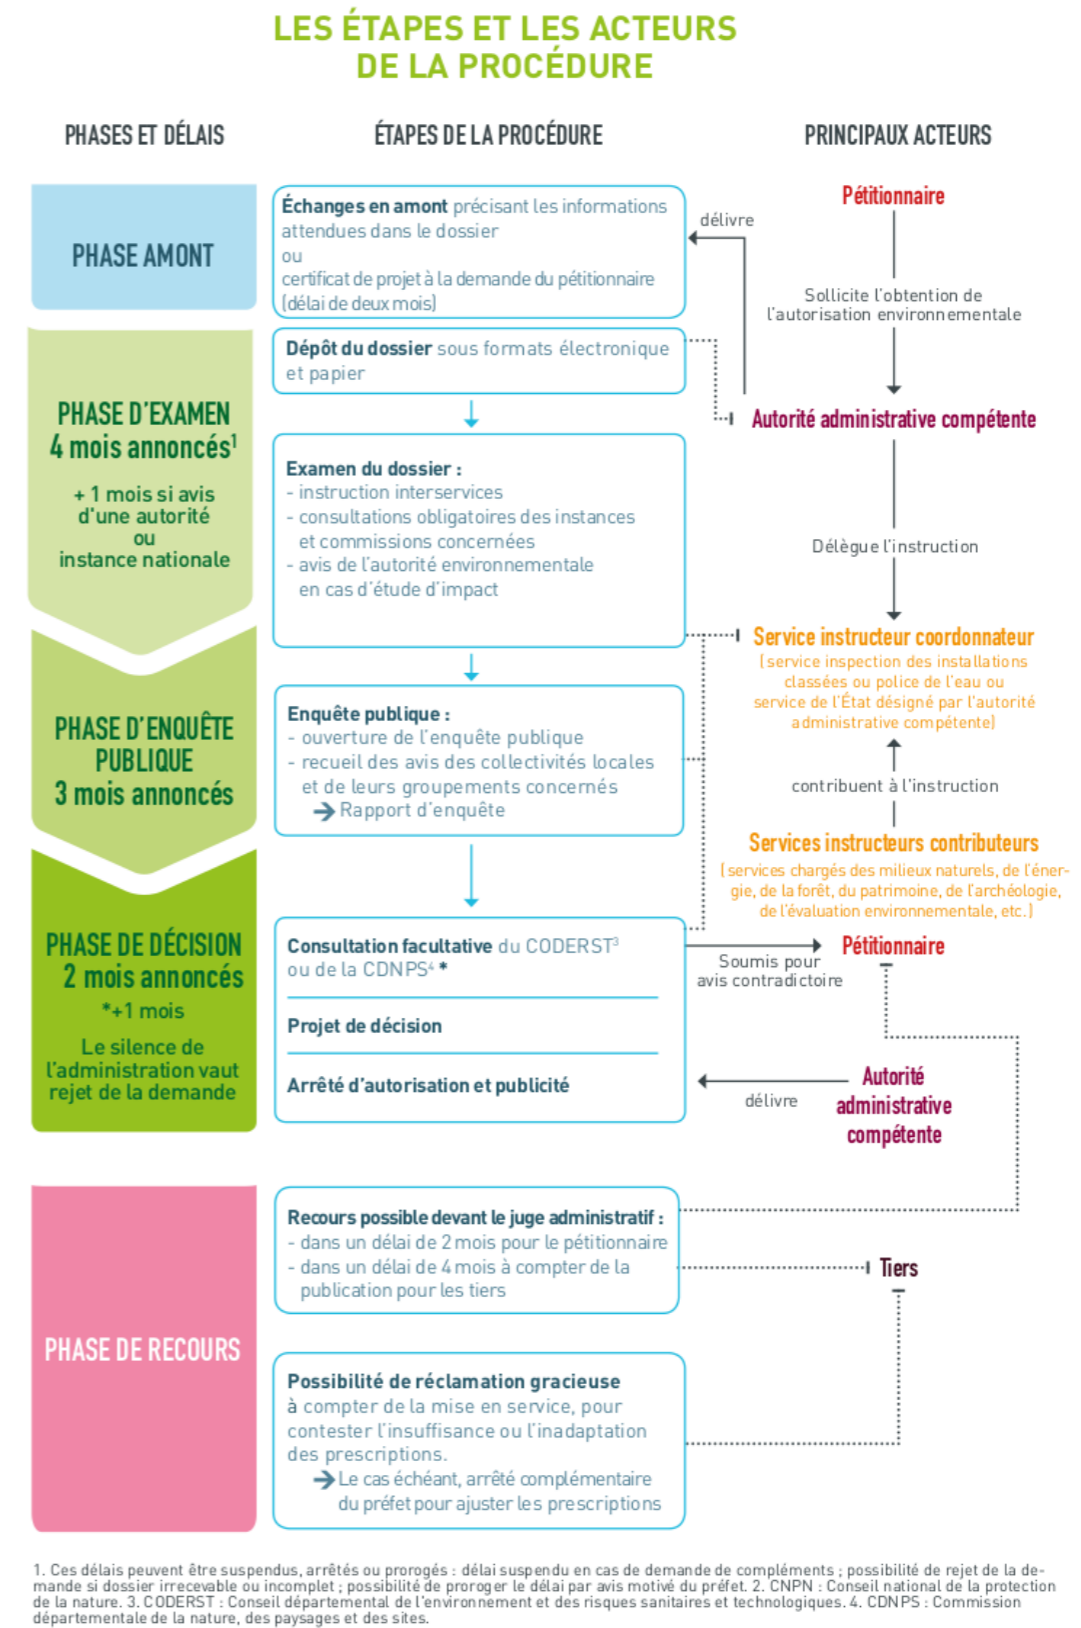 LES ÉTAPES ET LES ACTEURS
DE LA PROCÉDURE
PHASES ET DÉLAIS
ÉTAPES DE LA PROCÉDURE
PRINCIPAUX ACTEURS
PHASE AMONT
Échanges en amont précisant les informations
attendues dans le dossier
ou
certificat de projet à la demande du pétitionnaire
(délai de deux mois)
délivre
Pétitionnaire
Sollicite l'obtention de
l'autorisation environnementale
PHASE D'EXAMEN
4 mois annoncés1
+ 1 mois si avis
d'une autorité
ou
instance nationale
Dépôt du dossier sous formats électronique
et papier
Autorité administrative compétente
Examen du dossier :
- instruction interservices
- consultations obligatoires des instances
et commissions concernées
- avis de l'autorité environnementale
en cas d'étude d'impact
Délègue l'instruction
Service instructeur coordonnateur
(service inspection des installations
classées ou police de l'eau ou
service de l'État désigné par l'autorité
administrative compétente)
PHASE D'ENQUÊTE
PUBLIQUE
3 mois annoncés
Enquête publique :
- ouverture de l'enquête publique
- recueil des avis des collectivités locales
et de leurs groupements concernés
→ Rapport d'enquête
contribuent à l'instruction
Services instructeurs contributeurs
(services chargés des milieux naturels, de l'éner-
gie, de la forêt, du patrimoine, de l'archéologie,
de l'évaluation environnementale, etc.)
PHASE DE DÉCISION
2 mois annoncés
*+1 mois
Le silence de
l'administration vaut
rejet de la demande
Consultation facultative du CODERST3
ou de la CDNPS4 *
Projet de décision
Arrêté d'autorisation et publicité
Pétitionnaire
Soumis pour
avis contradictoire
délivre
Autorité
administrative
compétente
PHASE DE RECOURS
Recours possible devant le juge administratif :
- dans un délai de 2 mois pour le pétitionnaire
- dans un délai de 4 mois à compter de la
publication pour les tiers
Tiers
Possibilité de réclamation gracieuse
à compter de la mise en service, pour
contester l'insuffisance ou l'inadaptation
des prescriptions.
→ Le cas échéant, arrêté complémentaire
du préfet pour ajuster les prescriptions
1. Ces délais peuvent être suspendus, arrêtés ou prorogés : délai suspendu en cas de demande de compléments ; possibilité de rejet de la de-
mande si dossier irrecevable ou incomplet ; possibilité de proroger le délai par avis motivé du préfet. 2. CNPN : Conseil national de la protection
de la nature. 3. CODERST : Conseil départemental de l'environnement et des risques sanitaires et technologiques. 4. CDNPS : Commission
départementale de la nature, des paysages et des sites.